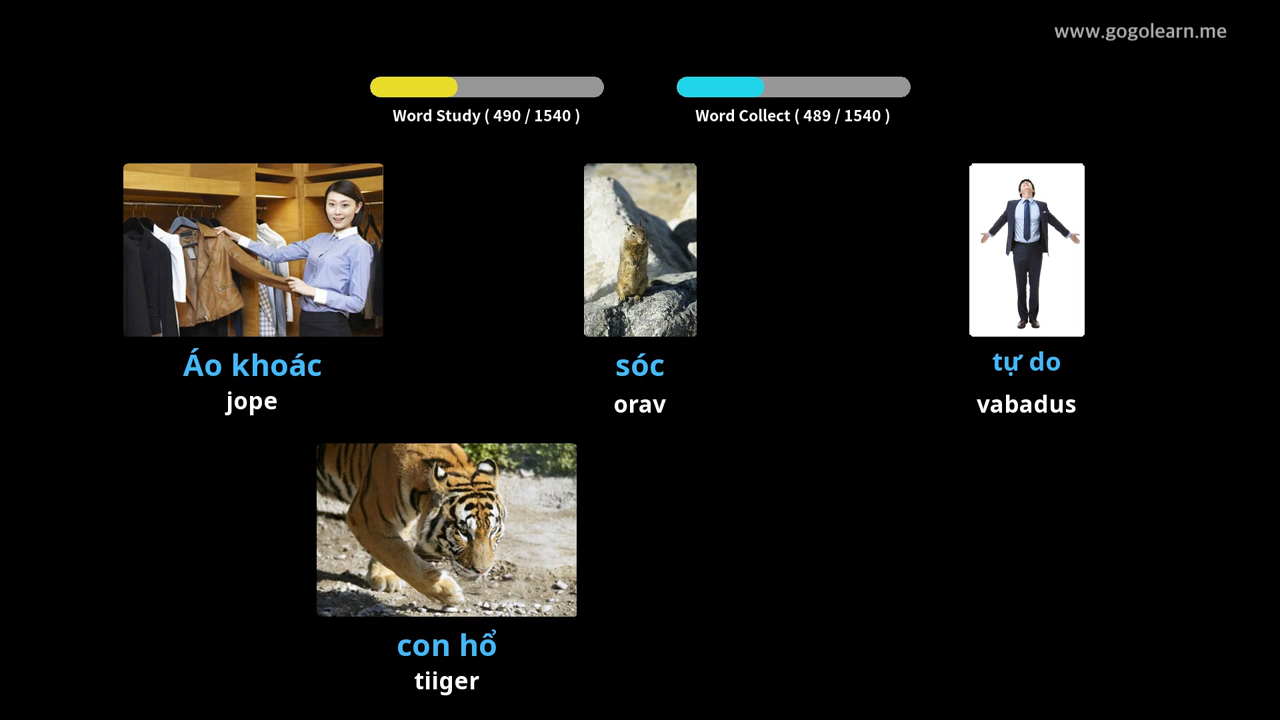 www.gogolearn.me
Word Study ( 490 / 1540 )
Word Collect ( 489 / 1540 )
Áo khoác
jope
sóc
orav
tự do
vabadus
con hổ
tiiger